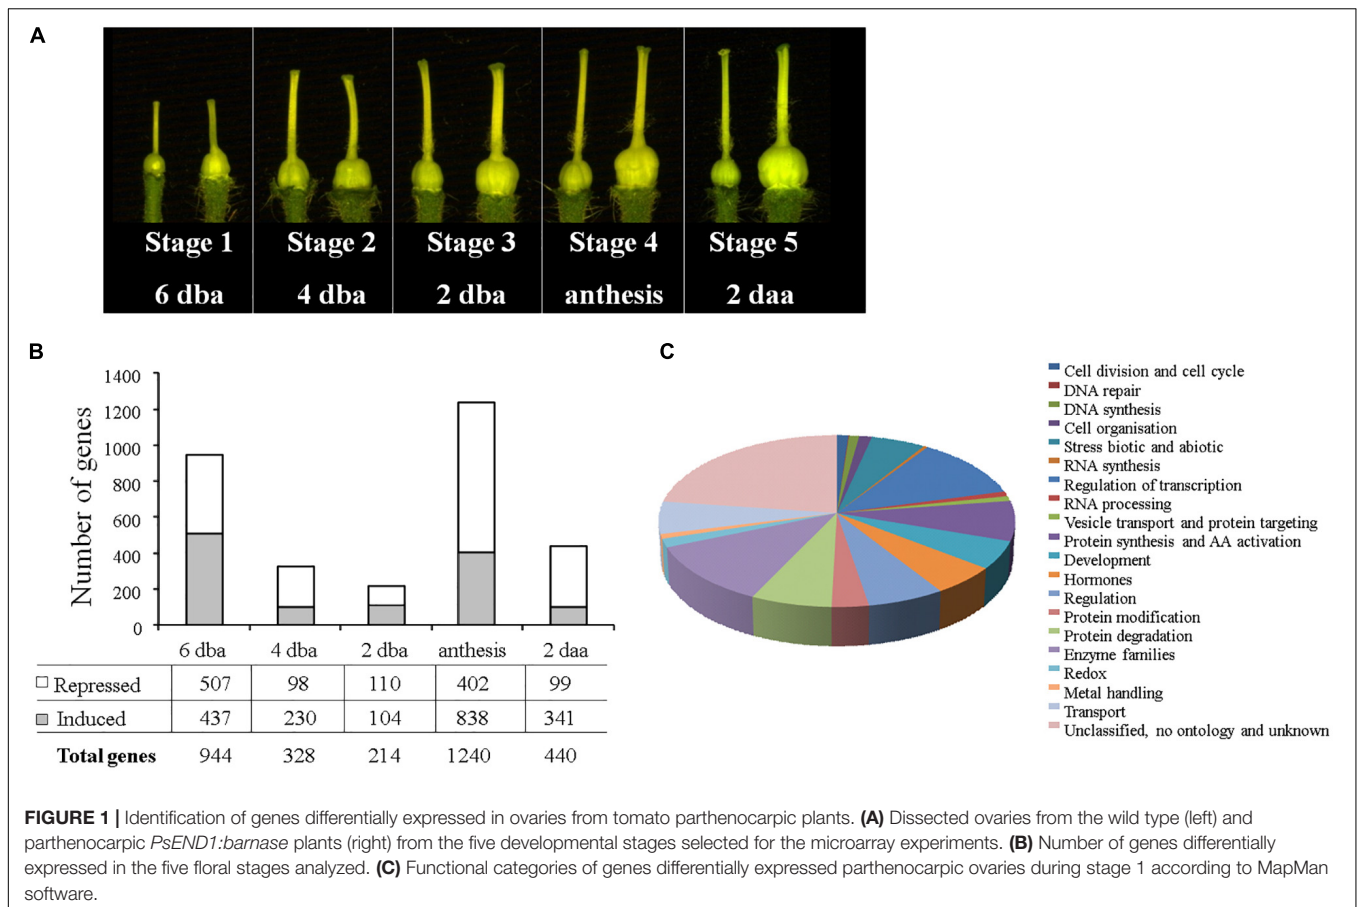 A
Stage 1
Stage 2
Stage 3
Stage 4
Stage 5
6 dba
4 dba
2 dba
anthesis
2 daa
B
Number of genes
1400
1200
1000
800
600
400
200
0
6 dba 4 dba 2 dba anthesis 2 daa
Repressed 507 98 110 402 99
Induced 437 230 104 838 341
Total genes 944 328 214 1240 440
C
Cell division and cell cycle
DNA repair
DNA synthesis
Cell organisation
Stress biotic and abiotic
RNA synthesis
Regulation of transcription
RNA processing
Vesicle transport and protein targeting
Protein synthesis and AA activation
Development
Hormones
Regulation
Protein modification
Protein degradation
Enzyme families
Redox
Metal handling
Transport
Unclassified, no ontology and unknown
FIGURE 1 | Identification of genes differentially expressed in ovaries from tomato parthenocarpic plants. (A) Dissected ovaries from the wild type (left) and
parthenocarpic PsEND1:barnase plants (right) from the five developmental stages selected for the microarray experiments. (B) Number of genes differentially
expressed in the five floral stages analyzed. (C) Functional categories of genes differentially expressed parthenocarpic ovaries during stage 1 according to MapMan
software.